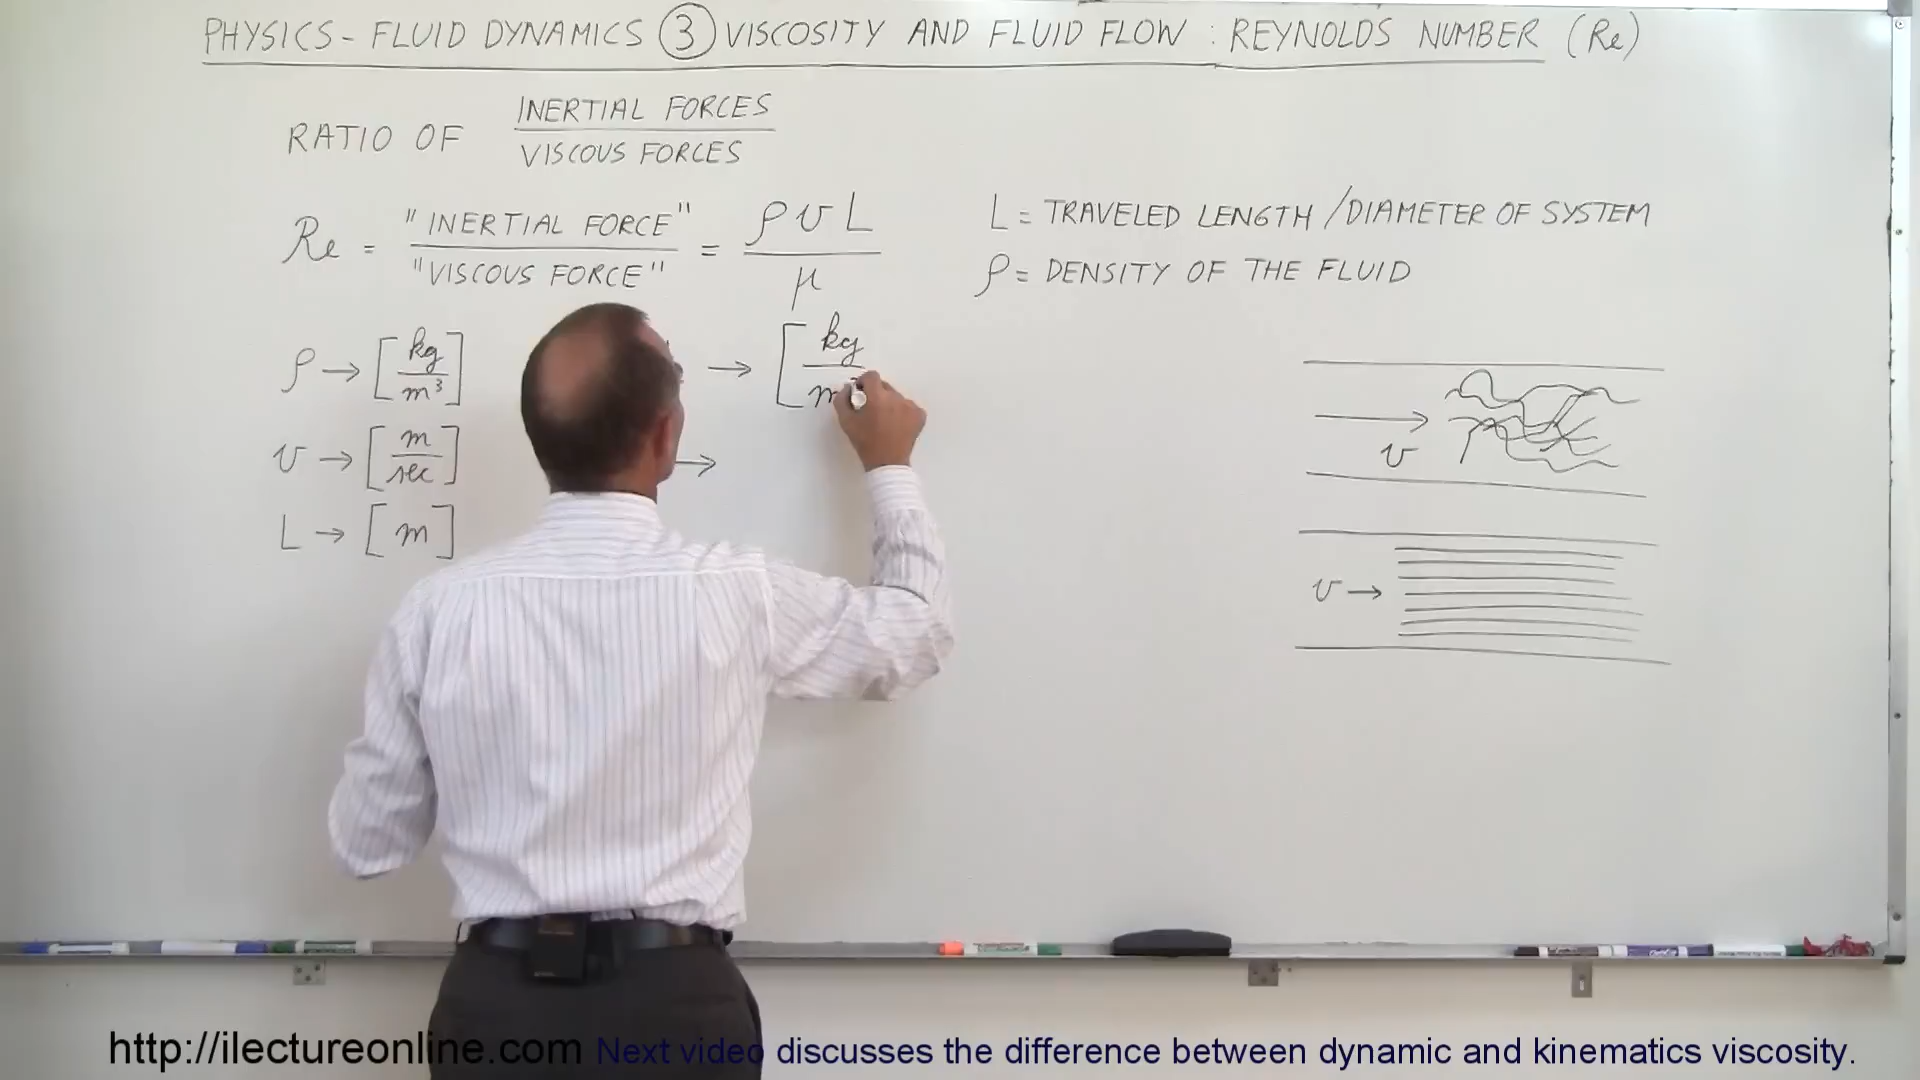 PHYSICS - FLUID DYNAMICS ③ VISCOSITY AND FLUID FLOW : REYNOLDS NUMBER (Re)
RATIO OF INERTIAL FORCES / VISCOUS FORCES
Re = "INERTIAL FORCE" / "VISCOUS FORCE" = ρ v L / μ
L = TRAVELED LENGTH / DIAMETER OF SYSTEM
ρ = DENSITY OF THE FLUID
ρ → [kg/m³]
→ [kg/m
v → [m/sec]
→
L → [m]
v
v →
http://ilectureonline.com Next video discusses the difference between dynamic and kinematics viscosity.